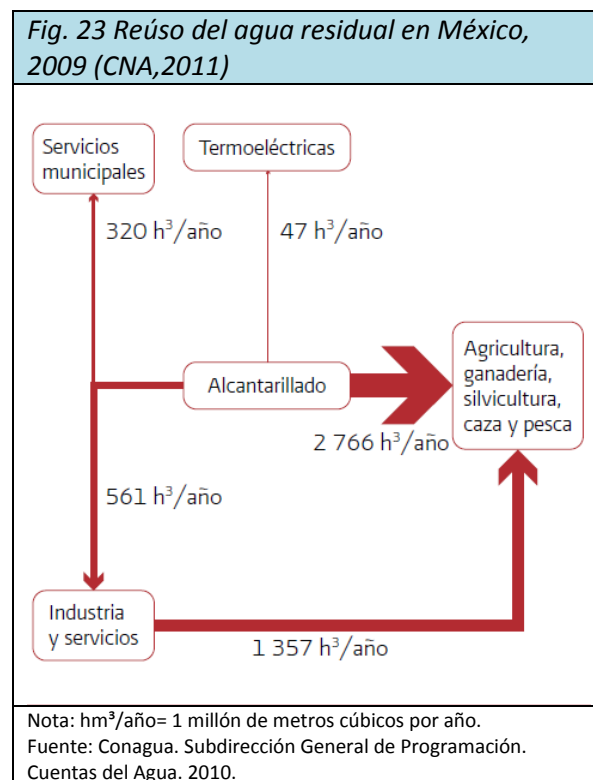 Fig. 23 Reúso del agua residual en México,
2009 (CNA,2011)
Servicios
municipales
Termoeléctricas
320 h³/año
47 h³/año
Alcantarillado
Agricultura,
ganadería,
silvicultura,
caza y pesca
2 766 h³/año
561 h³/año
Industria
y servicios
1 357 h³/año
Nota: hm³/año= 1 millón de metros cúbicos por año.
Fuente: Conagua. Subdirección General de Programación.
Cuentas del Agua. 2010.